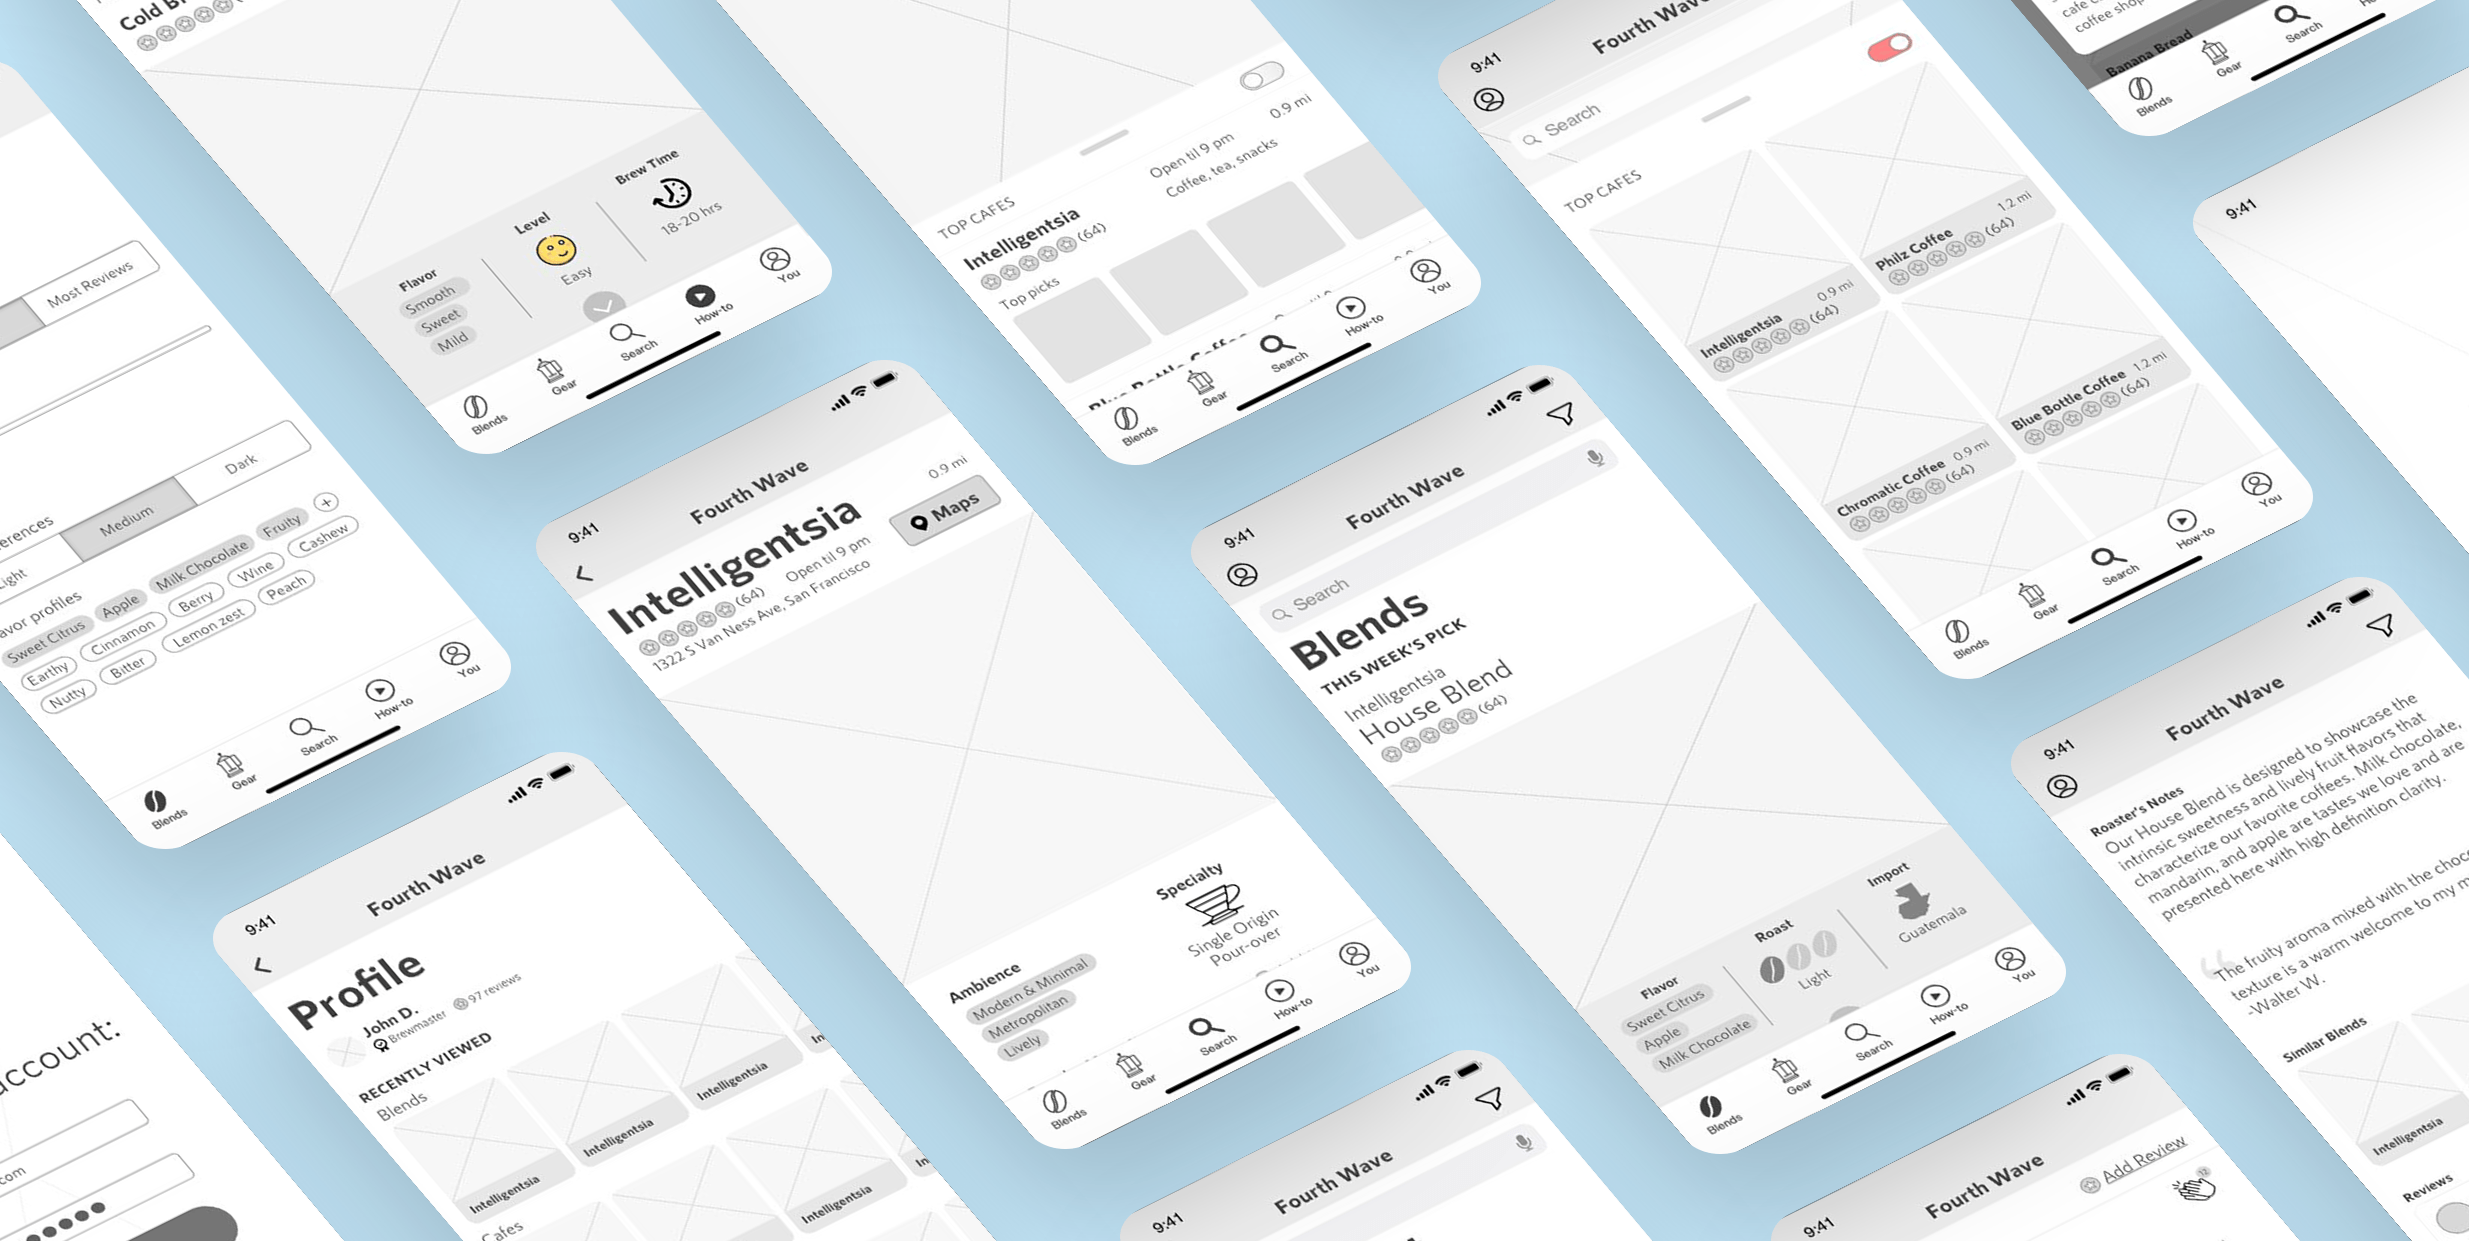 Cold
Flavor
Smooth
Sweet
Mild
Level
Easy
Brew Time
18-20 hrs
Blends
Gear
Search
How-to
You
Most Reviews
Medium
Dark
Sweet Citrus
Apple
Milk Chocolate
Fruity
+
Earthy
Cinnamon
Berry
Wine
Cashew
Nutty
Bitter
Lemon zest
Peach
Blends
Gear
Search
How-to
You
0.9 mi
Open til 9 pm
Coffee, tea, snacks
TOP CAFES
Intelligentsia
(64)
Top picks
Blends
Gear
Search
How-to
You
9:41
Fourth Wave
Search
TOP CAFES
Intelligentsia 0.9 mi
(64)
Philz Coffee 1.2 mi
(64)
Chromatic Coffee 0.9 mi
(64)
Blue Bottle Coffee 1.2 mi
(64)
Blends
Gear
Search
How-to
You
coffee shop
Banana Bread
Blends
Gear
Search
9:41
9:41
Fourth Wave
Intelligentsia
0.9 mi
Maps
(64) Open til 9 pm
1322 S Van Ness Ave, San Francisco
Ambience
Modern & Minimal
Metropolitan
Lively
Specialty
Single Origin
Pour-over
Blends
Gear
Search
How-to
You
9:41
Fourth Wave
Search
Blends
THIS WEEK'S PICK
Intelligentsia
House Blend
(64)
Flavor
Sweet Citrus
Apple
Milk Chocolate
Roast
Light
Import
Guatemala
Blends
Gear
Search
How-to
You
9:41
Fourth Wave
Profile
John D.
Brewmaster 97 reviews
RECENTLY VIEWED
Blends
Intelligentsia
Intelligentsia
Intelligentsia
Cafes
Intelligentsia
9:41
Fourth Wave
Roaster's Notes
Our House Blend is designed to showcase the
intrinsic sweetness and lively fruit flavors that
characterize our favorite coffees. Milk chocolate,
mandarin, and apple are tastes we love and are
presented here with high definition clarity.
“
The fruity aroma mixed with the
texture is a warm welcome to my
-Walter W.
Similar Blends
Intelligentsia
Reviews
9:41
Fourth Wave
9:41
Fourth Wave
Add Review
12
account: